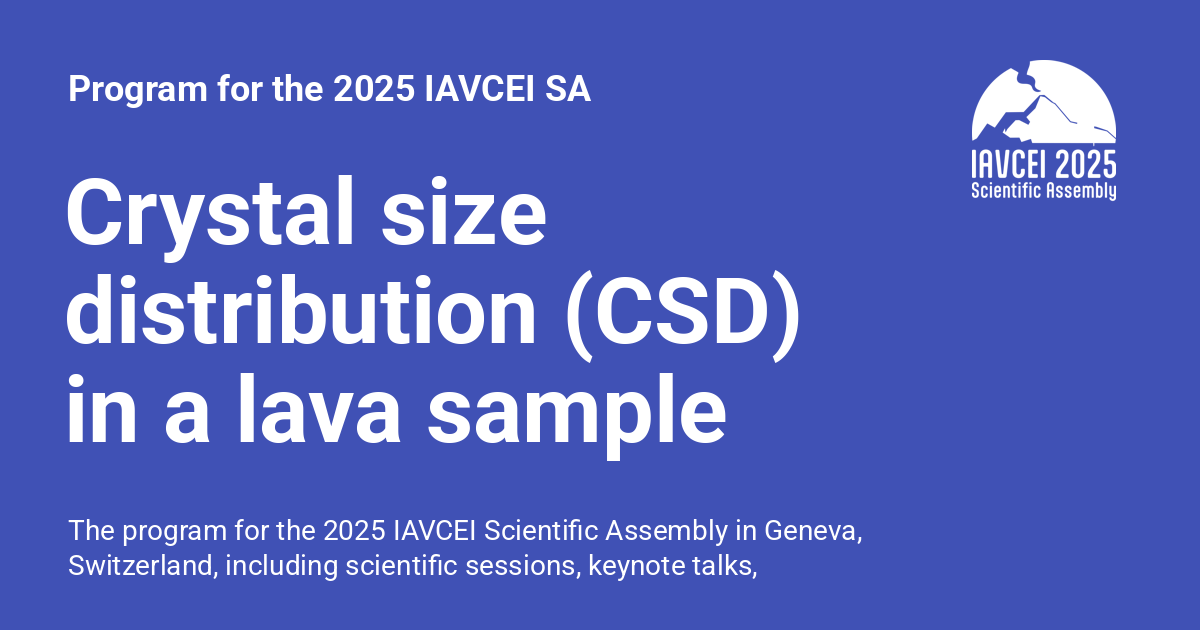 Program for the 2025 IAVCEI SA
IAVCEI 2025
Scientific Assembly
Crystal size
distribution (CSD)
in a lava sample
The program for the 2025 IAVCEI Scientific Assembly in Geneva,
Switzerland, including scientific sessions, keynote talks,